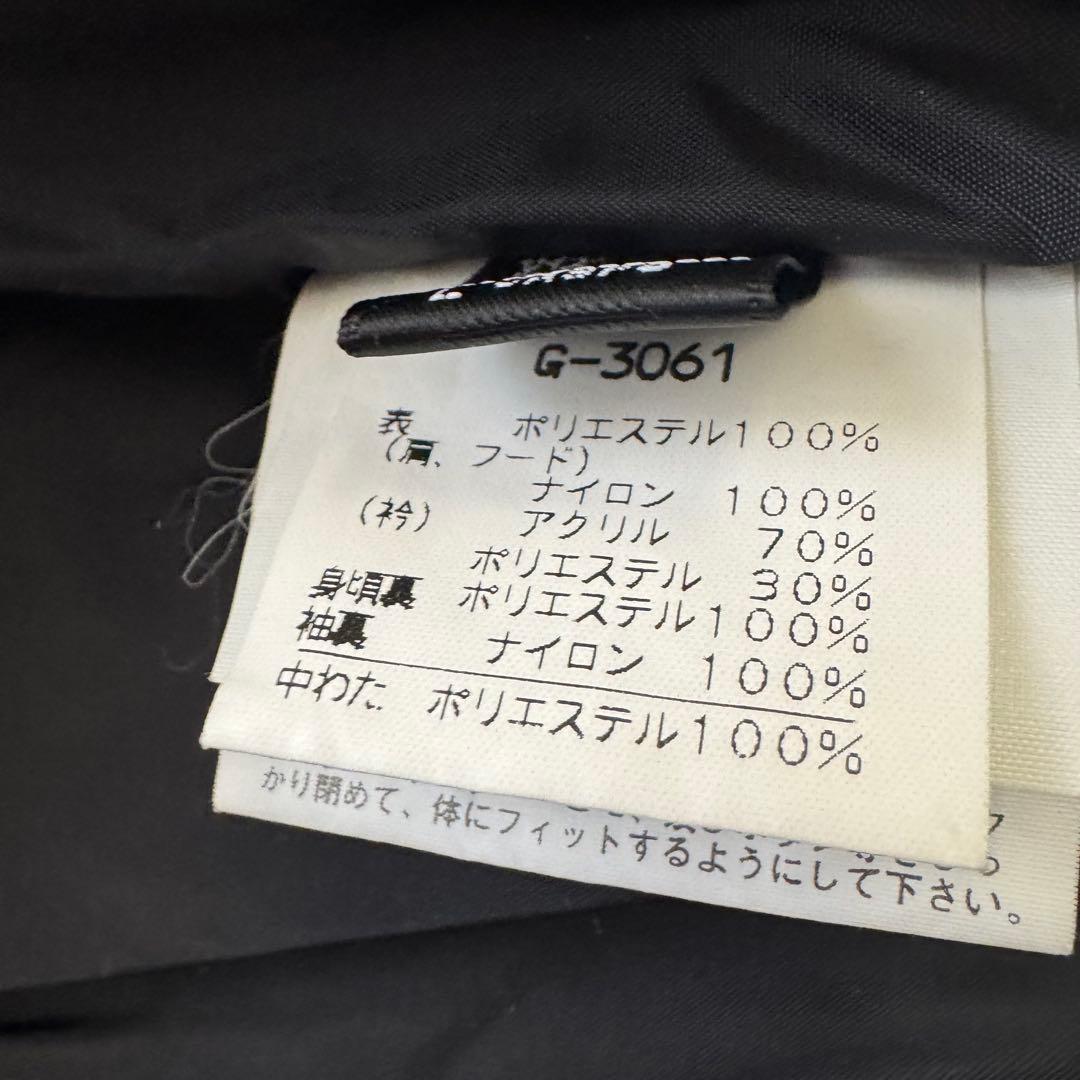 G-3061
表 ポリエステル100%
(肩、フード)
ナイロン 100%
(衿) アクリル 70%
ポリエステル 30%
身頃裏 ポリエステル100%
袖裏 ナイロン 100%
中わた ポリエステル100%
かり閉めて、体にフィットするようにして下さい。